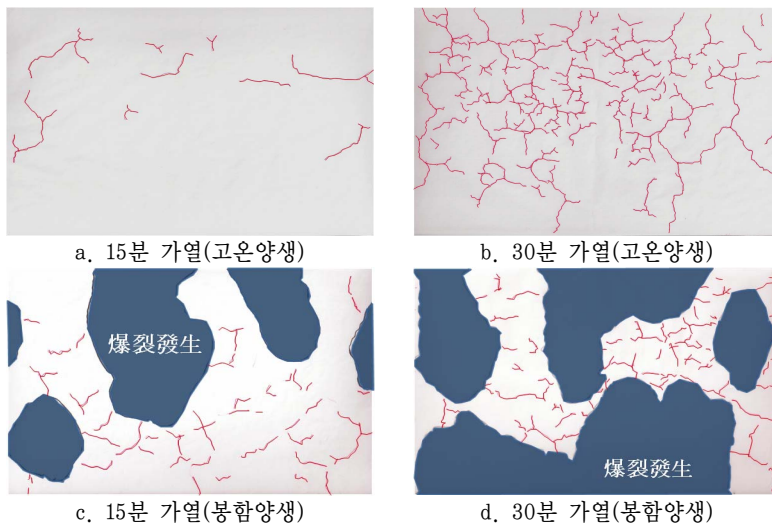 a. 15분 가열(고온양생)
b. 30분 가열(고온양생)
爆裂發生
c. 15분 가열(봉함양생)
爆裂發生
d. 30분 가열(봉함양생)